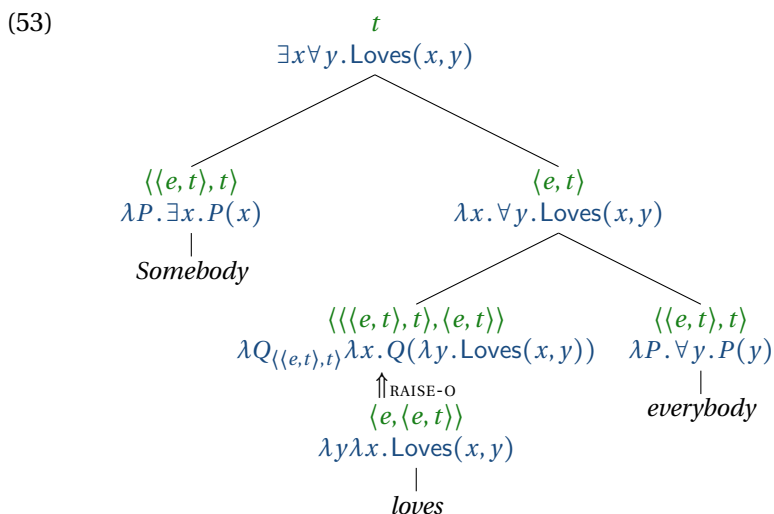 (53)
t
∃x∀y.Loves(x, y)
⟨⟨e, t⟩, t⟩
λP.∃x.P(x)
Somebody
⟨e, t⟩
λx.∀y.Loves(x, y)
⟨⟨⟨e, t⟩, t⟩, ⟨e, t⟩⟩
λQ⟨⟨e,t⟩,t⟩λx.Q(λy.Loves(x, y))
⇑RAISE-O
⟨e, ⟨e, t⟩⟩
λyλx.Loves(x, y)
loves
⟨⟨e, t⟩, t⟩
λP.∀y.P(y)
everybody